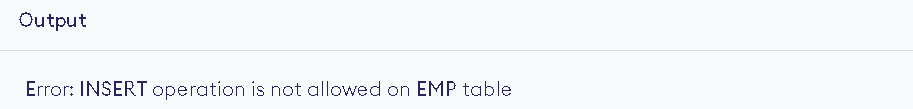 Output
Error: INSERT operation is not allowed on EMP table